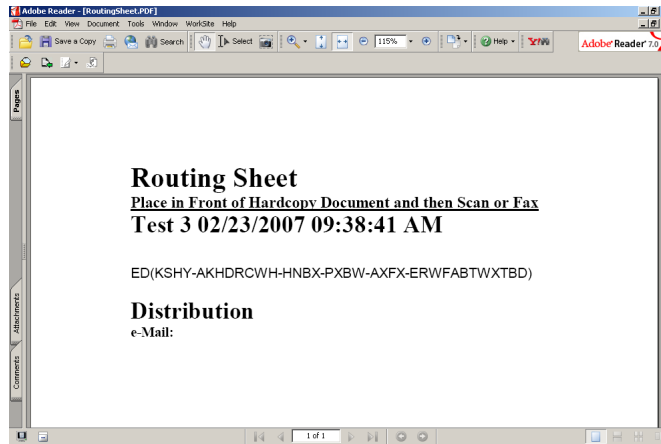 Adobe Reader - [RoutingSheet.PDF]
File Edit View Document Tools Window WorkSite Help
Save a Copy Search Select 115% Help Y! Adobe Reader 7.0
Pages
Routing Sheet
Place in Front of Hardcopy Document and then Scan or Fax
Test 3 02/23/2007 09:38:41 AM
ED(KSHY-AKHDRCWH-HNBX-PXBW-AXFX-ERWFABTWXTBD)
Distribution
e-Mail:
Attachments
Comments
1 of 1